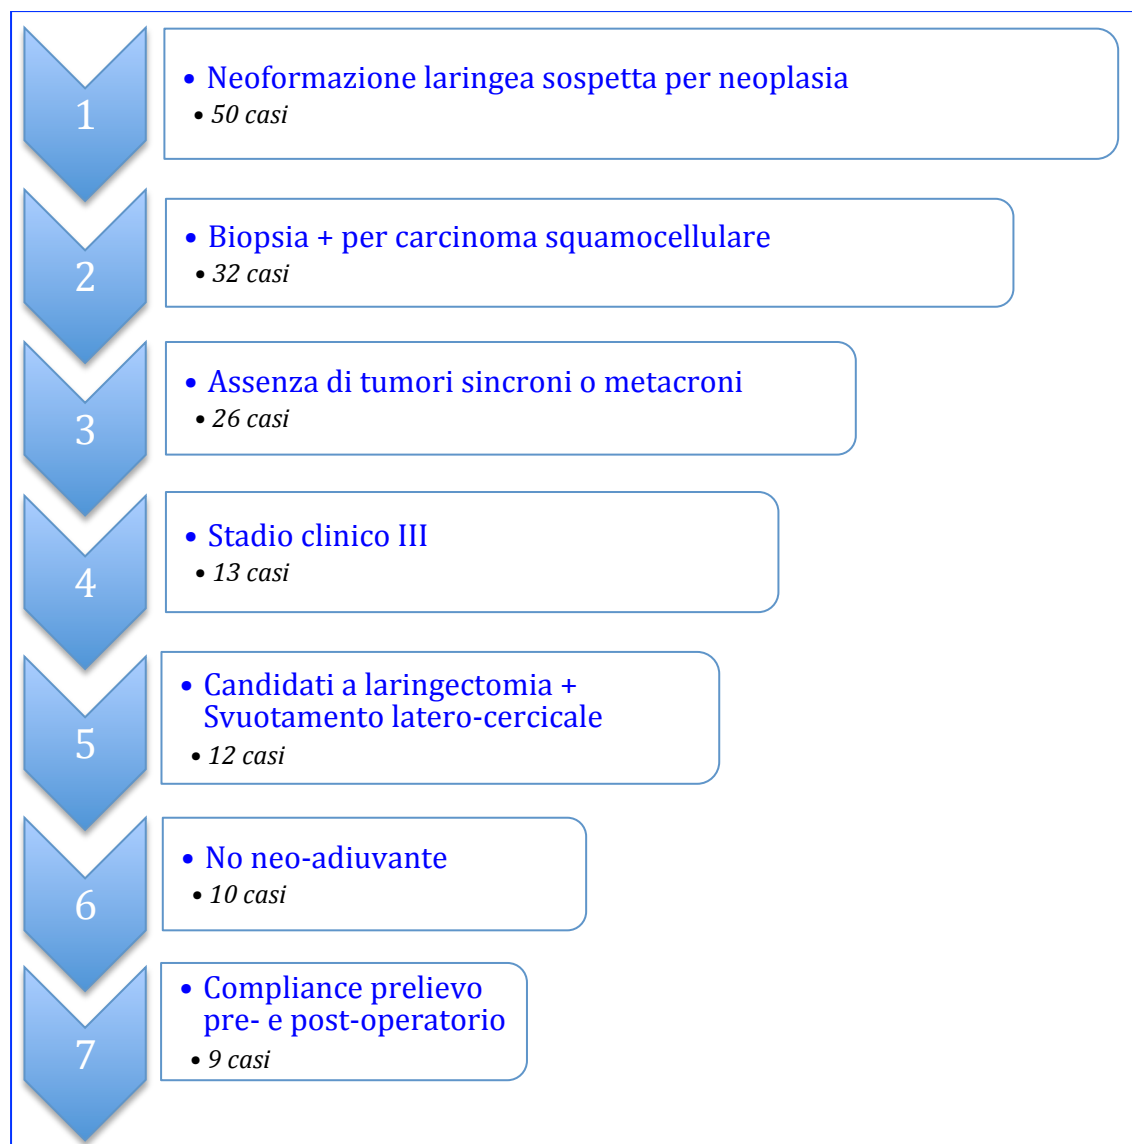 1
• Neoformazione laringea sospetta per neoplasia
• 50 casi
2
• Biopsia + per carcinoma squamocellulare
• 32 casi
3
• Assenza di tumori sincroni o metacroni
• 26 casi
4
• Stadio clinico III
• 13 casi
5
• Candidati a laringectomia +
Svuotamento latero-cercicale
• 12 casi
6
• No neo-adiuvante
• 10 casi
7
• Compliance prelievo
pre- e post-operatorio
• 9 casi